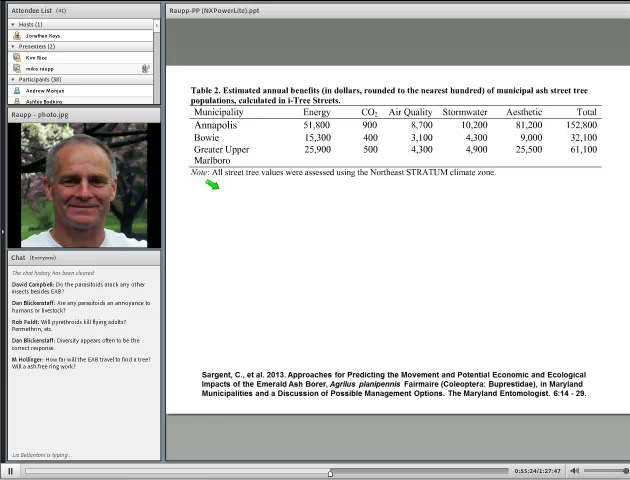 Attendee List (41)
Hosts (1)
Jonathan Kays
Presenters (2)
Kim Rice
mike raupp
Participants (38)
Andrew Monjan
Ashley Bodkins
Raupp - photo.jpg
Chat (Everyone)
The chat history has been cleared
David Campbell: Do the parasitoids atack any other
insects besides EAB?
Dan Blickenstaff: Are any parasitoids an annoyance to
humans or livestock?
Rob Feldt: Will pyrethroids kill flying adults?
Permethrin, etc.
Dan Blickenstaff: Diversity appears often to be the
correct response.
M Hollinger: How far will the EAB travel to find a tree?
Will a ash free ring work?
Liz Bellantoni is typing...
Raupp-PP (NXPowerLite).ppt
Table 2. Estimated annual benefits (in dollars, rounded to the nearest hundred) of municipal ash street tree
populations, calculated in i-Tree Streets.
Municipality Energy CO2 Air Quality Stormwater Aesthetic Total
Annapolis 51,800 900 8,700 10,200 81,200 152,800
Bowie 15,300 400 3,100 4,300 9,000 32,100
Greater Upper 25,900 500 4,300 4,900 25,500 61,100
Marlboro
Note: All street tree values were assessed using the Northeast STRATUM climate zone.
Sargent, C., et al. 2013. Approaches for Predicting the Movement and Potential Economic and Ecological
Impacts of the Emerald Ash Borer, Agrilus planipennis Fairmaire (Coleoptera: Buprestidae), in Maryland
Municipalities and a Discussion of Possible Management Options. The Maryland Entomologist. 6:14 - 29.
0:55:24/1:27:47